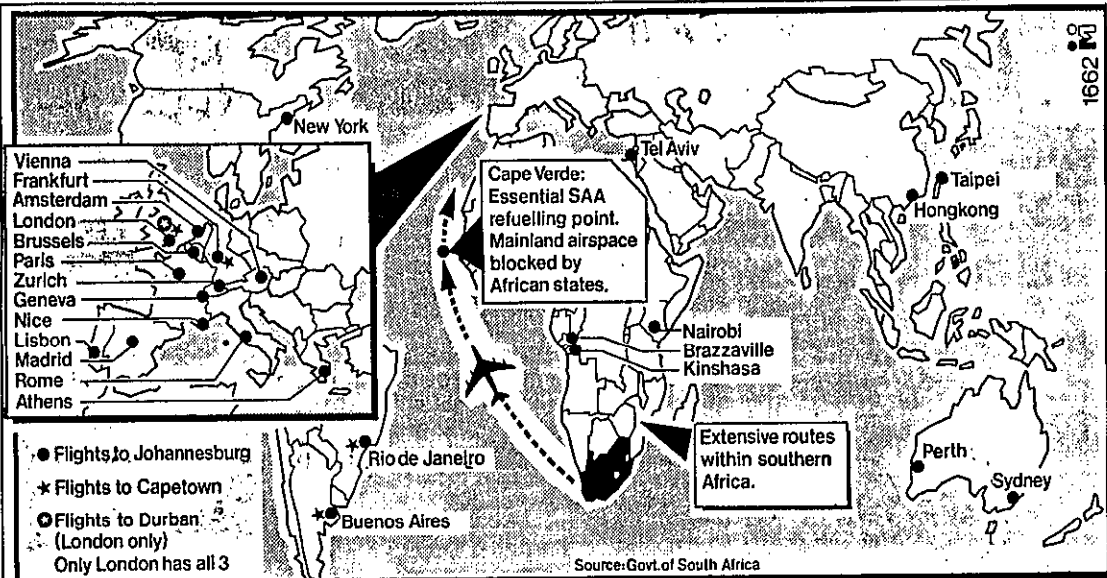 New York
Vienna
Frankfurt
Amsterdam
London
Brussels
Paris
Zurich
Geneva
Nice
Lisbon
Madrid
Rome
Athens
Cape Verde:
Essential SAA
refuelling point.
Mainland airspace
blocked by
African states.
Tel Aviv
Taipei
Hongkong
Nairobi
Brazzaville
Kinshasa
Extensive routes
within southern
Africa.
Perth
Sydney
Rio de Janeiro
Buenos Aires
Flights to Johannesburg
Flights to Capetown
Flights to Durban
(London only)
Only London has all 3
Source: Govt. of South Africa
1662